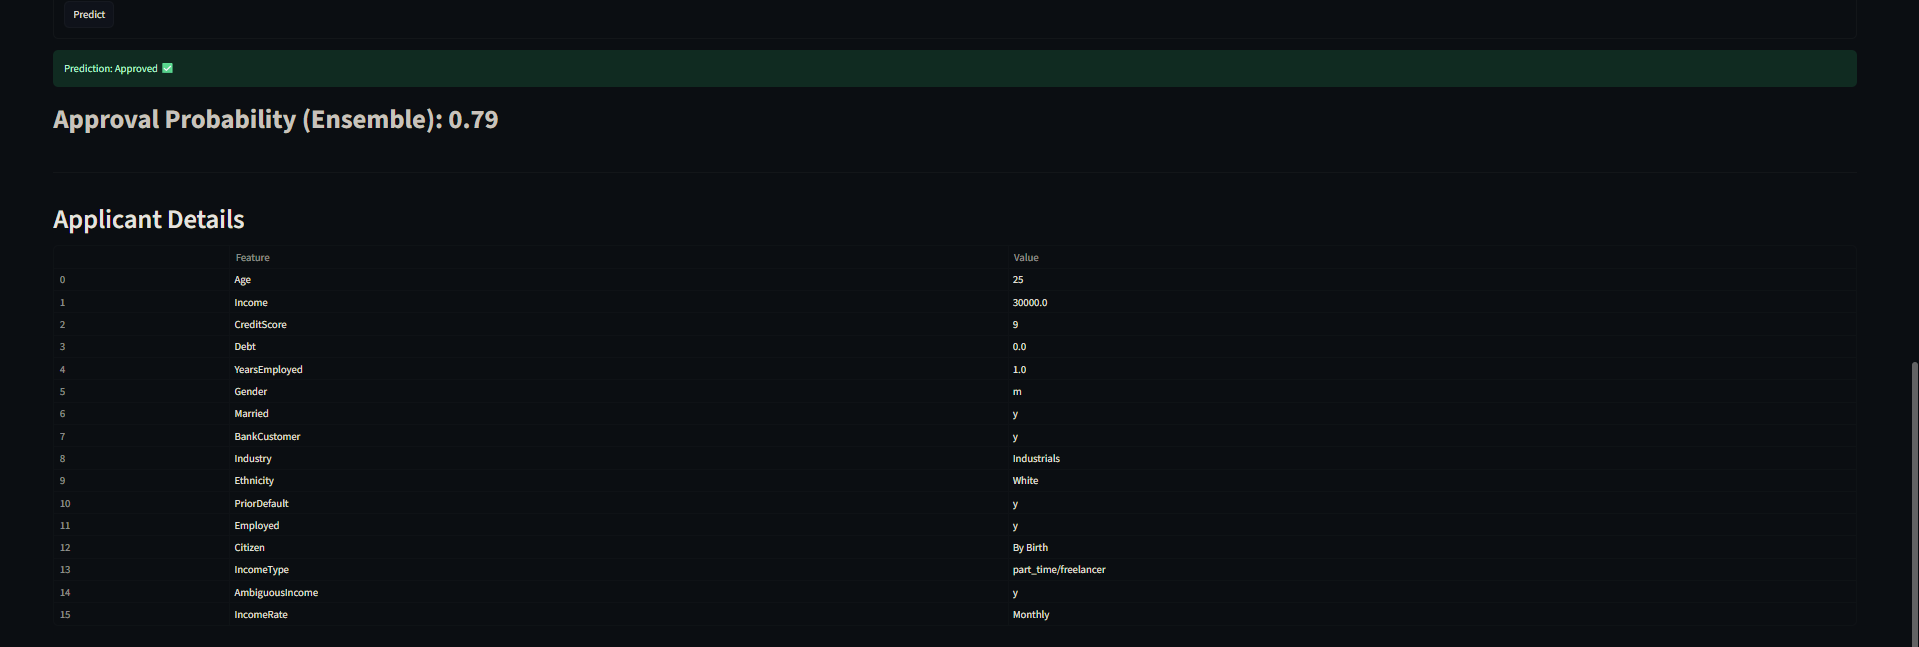 Predict
Prediction: Approved ✅
Approval Probability (Ensemble): 0.79
Applicant Details
Feature Value
0 Age 25
1 Income 30000.0
2 CreditScore 9
3 Debt 0.0
4 YearsEmployed 1.0
5 Gender m
6 Married y
7 BankCustomer y
8 Industry Industrials
9 Ethnicity White
10 PriorDefault y
11 Employed y
12 Citizen By Birth
13 IncomeType part_time/freelancer
14 AmbiguousIncome y
15 IncomeRate Monthly